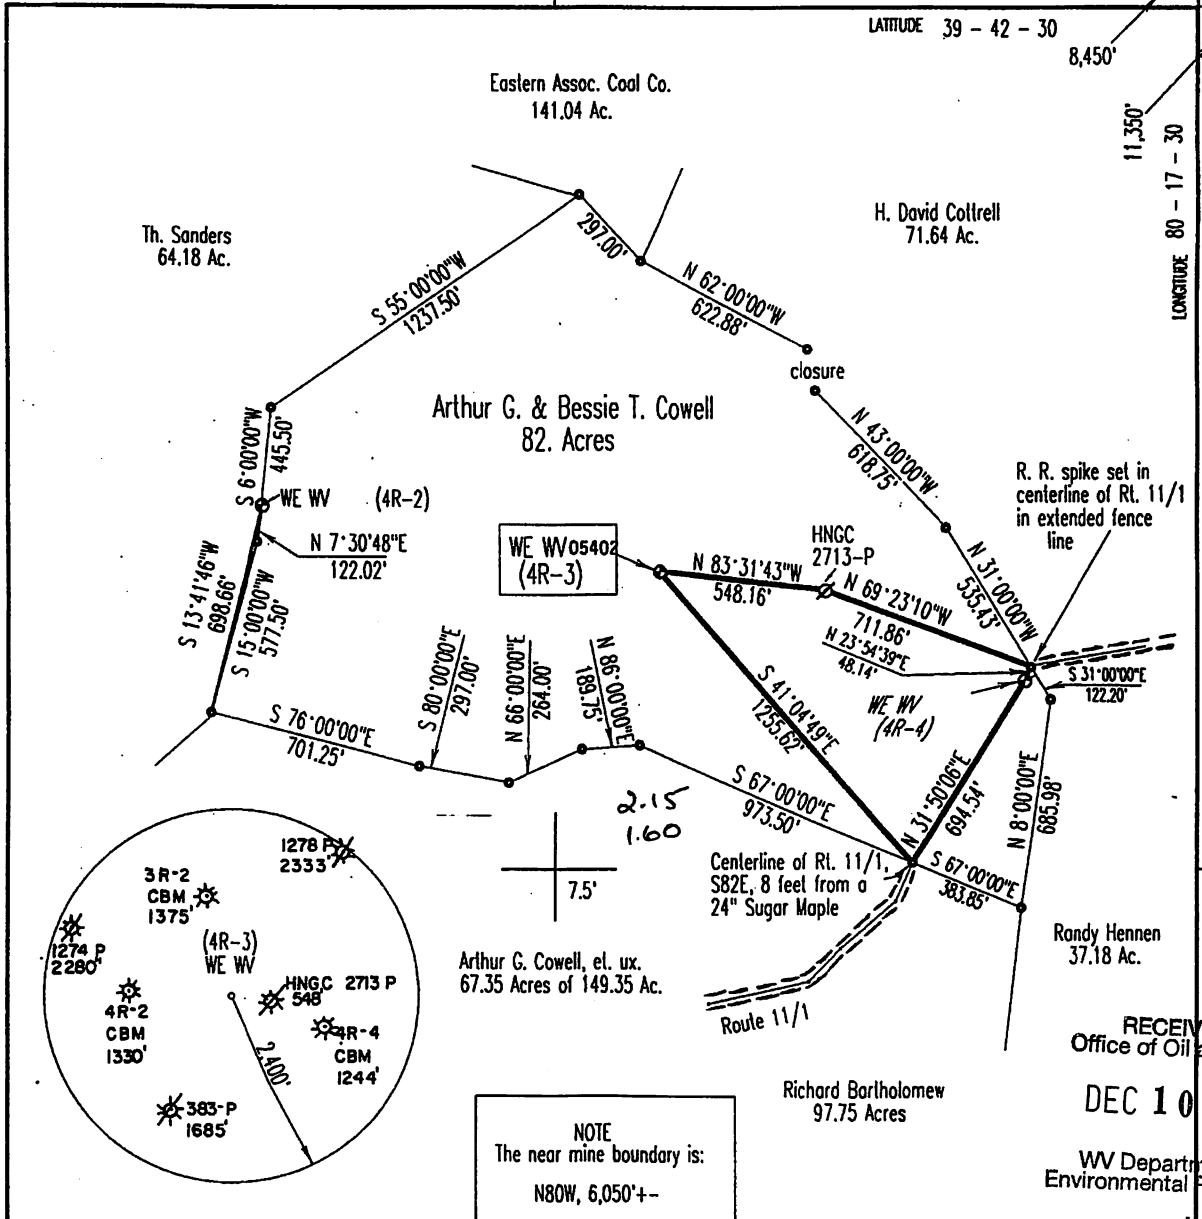 LATITUDE 39 - 42 - 30
8,450'
11,350'
LONGITUDE 80 - 17 - 30
Eastern Assoc. Coal Co.
141.04 Ac.
H. David Cottrell
71.64 Ac.
Th. Sanders
64.18 Ac.
297.00'
N 62°00'00"W
622.88'
S 55°00'00"W
1237.50'
closure
Arthur G. & Bessie T. Cowell
82. Acres
N 43°00'00"W
618.75'
S 6°00'00"W
445.50'
WE WV (4R-2)
N 7°30'48"E
122.02'
R. R. spike set in
centerline of Rt. 11/1
in extended fence
line
WE WV 05402
(4R-3)
HNGC
2713-P
N 83°31'43"W
548.16'
N 69°23'10"W
711.86'
N 31°00'00"W
535.43'
S 13°41'46"W
698.66'
S 15°00'00"W
577.50'
N 23°54'39"E
48.14'
S 31°00'00"E
122.20'
WE WV
(4R-4)
S 41°04'49"E
1255.62'
S 76°00'00"E
701.25'
S 80°00'00"E
297.00'
N 66°00'00"E
264.00'
N 86°00'00"E
189.75'
S 67°00'00"E
973.50'
N 31°50'06"E
694.54'
N 8°00'00"E
685.98'
2.15
1.60
7.5'
Centerline of Rt. 11/1,
S82E, 8 feet from a
24" Sugar Maple
S 67°00'00"E
383.85'
Randy Hennen
37.18 Ac.
1278 P
2333'
3R-2
CBM
1375'
1274 P
2280'
(4R-3)
WE WV
4R-2
CBM
1330'
HNGC 2713 P
548'
4R-4
CBM
1244'
2,400'
383-P
1685'
Arthur G. Cowell, et. ux.
67.35 Acres of 149.35 Ac.
Route 11/1
Richard Bartholomew
97.75 Acres
NOTE
The near mine boundary is:
N80W, 6,050'+-
RECEIV
Office of Oil
DEC 10
WV Departm
Environmental